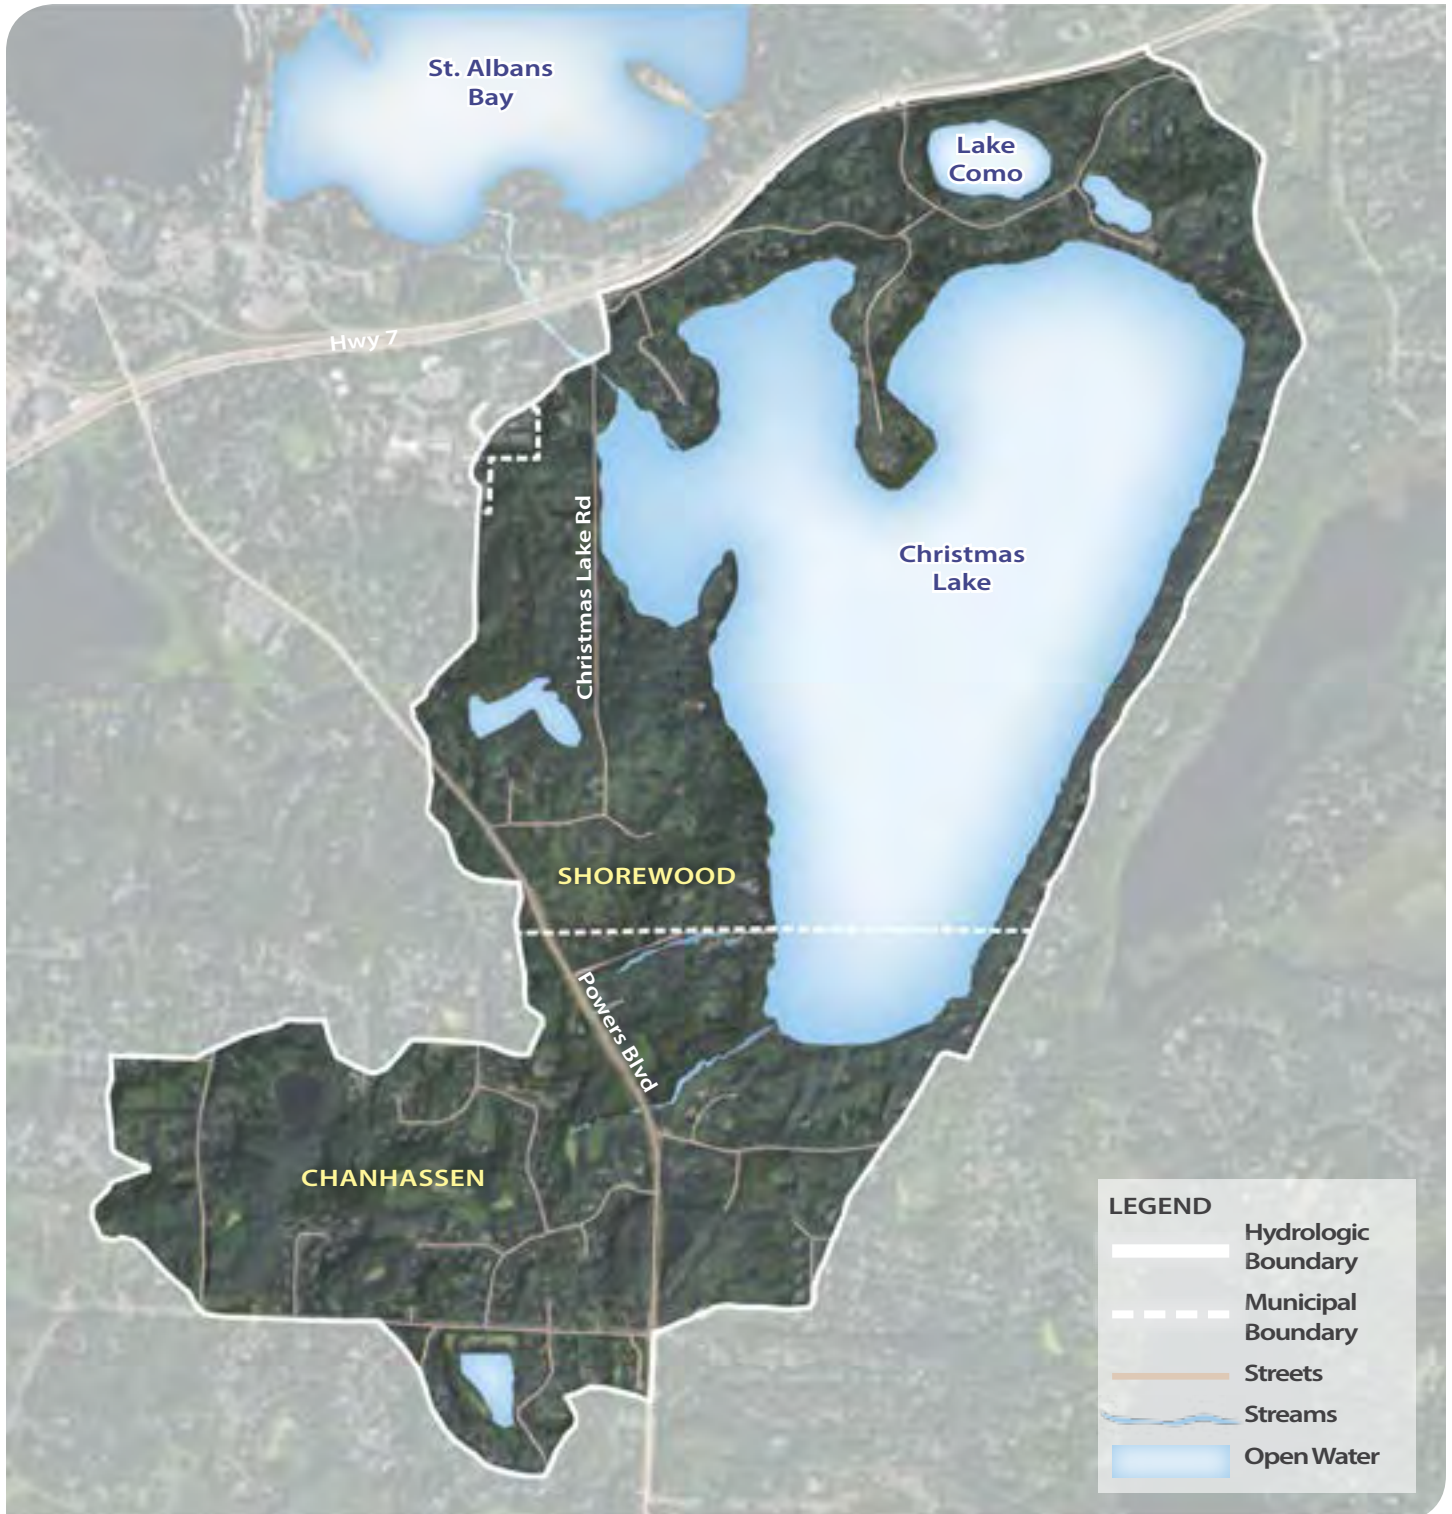 St. Albans
Bay
Lake
Como
Hwy 7
Christmas Lake Rd
Christmas
Lake
SHOREWOOD
Powers Blvd
CHANHASSEN
LEGEND
Hydrologic
Boundary
Municipal
Boundary
Streets
Streams
Open Water